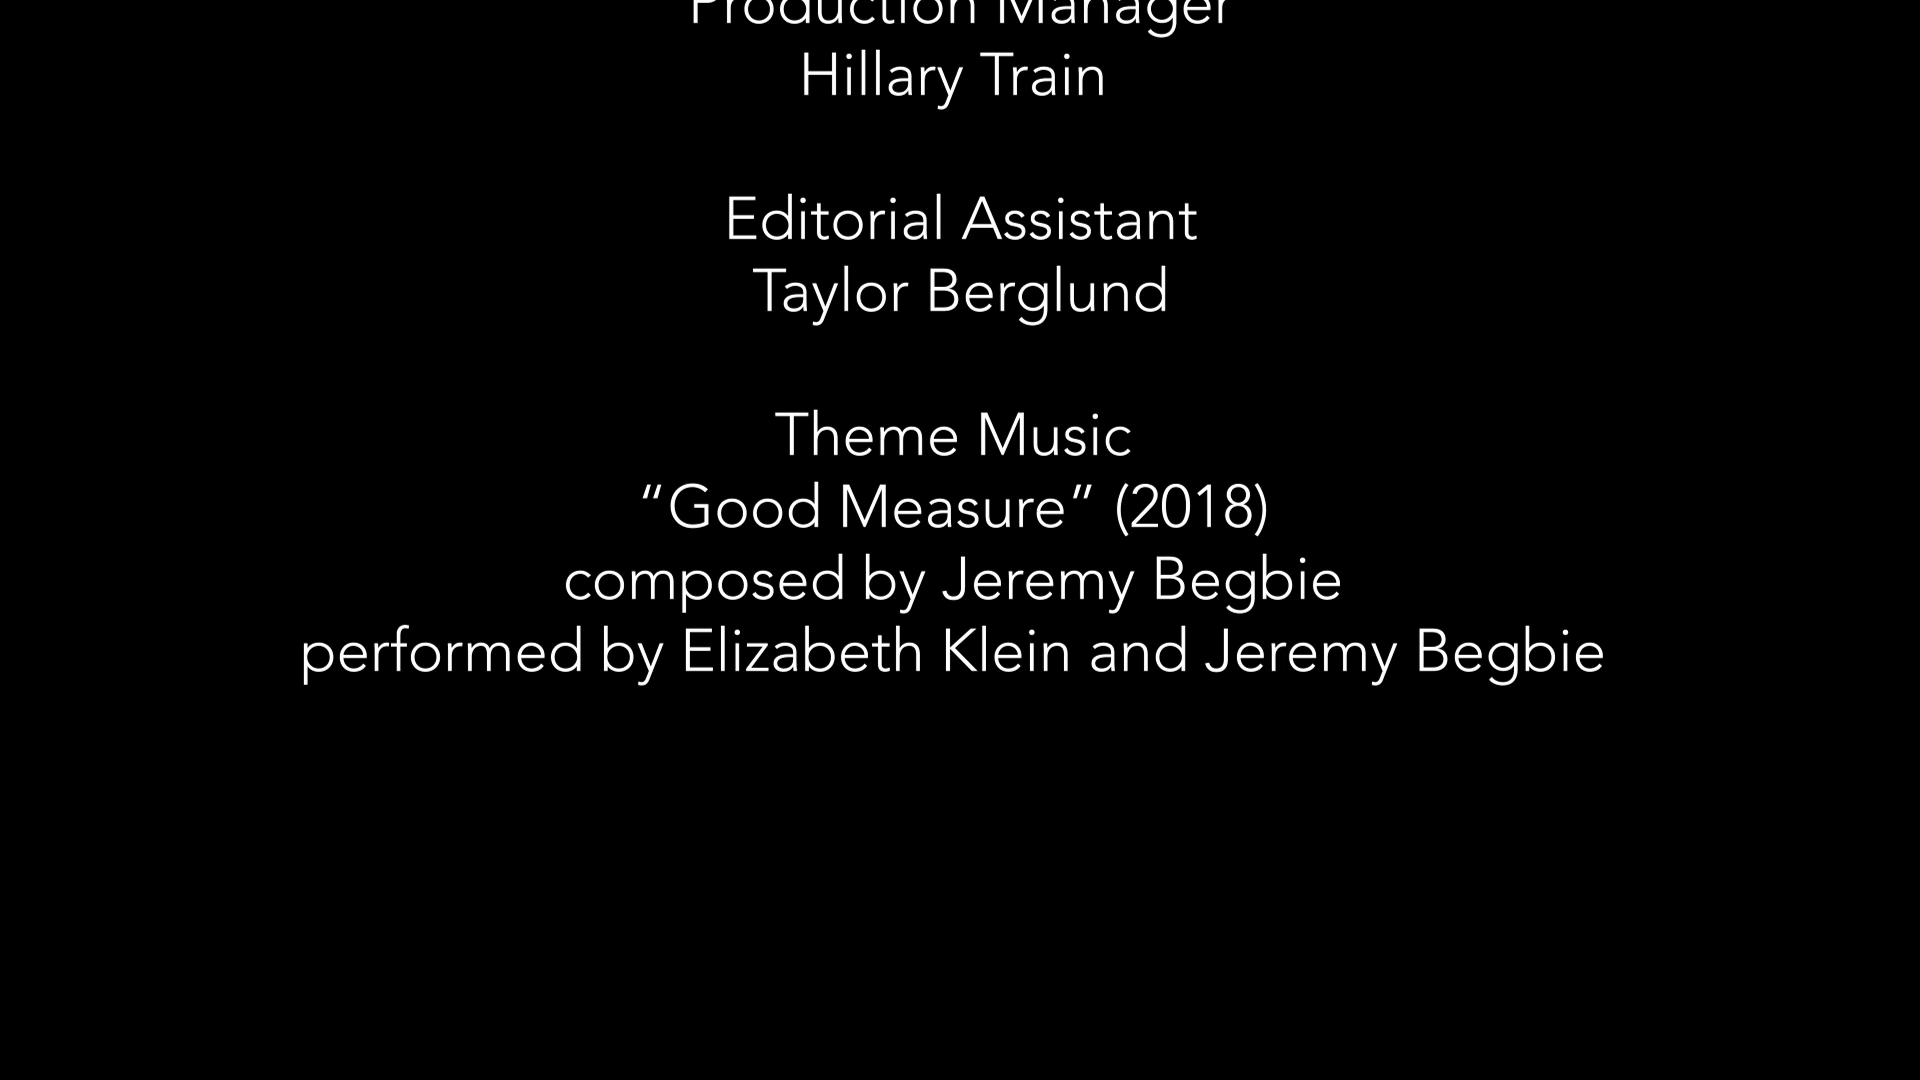 Production Manager
Hillary Train
Editorial Assistant
Taylor Berglund
Theme Music
“Good Measure” (2018)
composed by Jeremy Begbie
performed by Elizabeth Klein and Jeremy Begbie